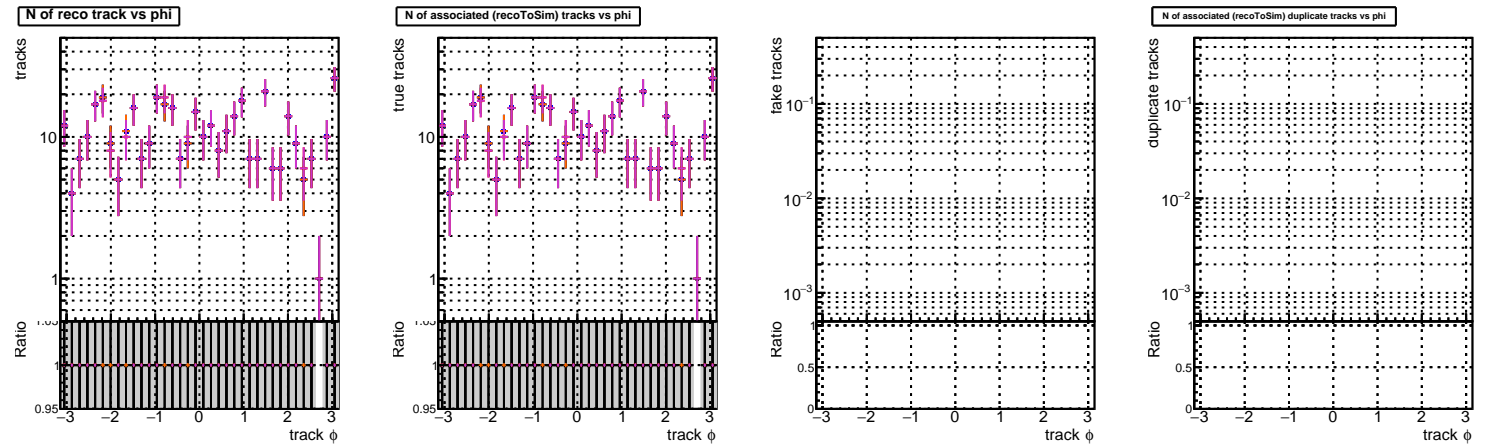 N of reco track vs phi
tracks
10
1
Ratio
1.05
1
0.95
−3 −2 −1 0 1 2 3
track ϕ
N of associated (recoToSim) tracks vs phi
true tracks
10
1
Ratio
1.05
1
0.95
−3 −2 −1 0 1 2 3
track ϕ
fake tracks
10−1
10−2
10−3
Ratio
1
0.5
0
−3 −2 −1 0 1 2 3
track ϕ
N of associated (recoToSim) duplicate tracks vs phi
duplicate tracks
10−1
10−2
10−3
Ratio
1
0.5
0
−3 −2 −1 0 1 2 3
track ϕ